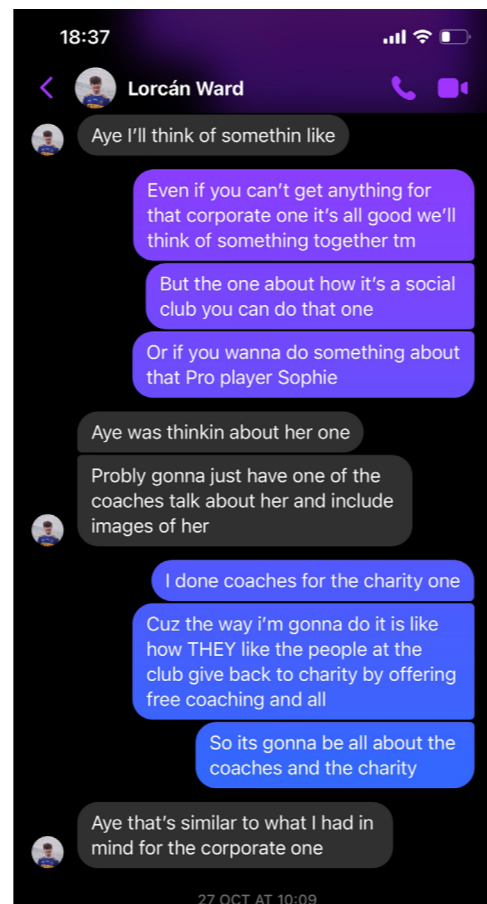 18:37
Lorcán Ward
Aye I'll think of somethin like
Even if you can't get anything for
that corporate one it's all good we'll
think of something together tm
But the one about how it's a social
club you can do that one
Or if you wanna do something about
that Pro player Sophie
Aye was thinkin about her one
Probly gonna just have one of the
coaches talk about her and include
images of her
I done coaches for the charity one
Cuz the way i'm gonna do it is like
how THEY like the people at the
club give back to charity by offering
free coaching and all
So its gonna be all about the
coaches and the charity
Aye that's similar to what I had in
mind for the corporate one
27 OCT AT 10:09